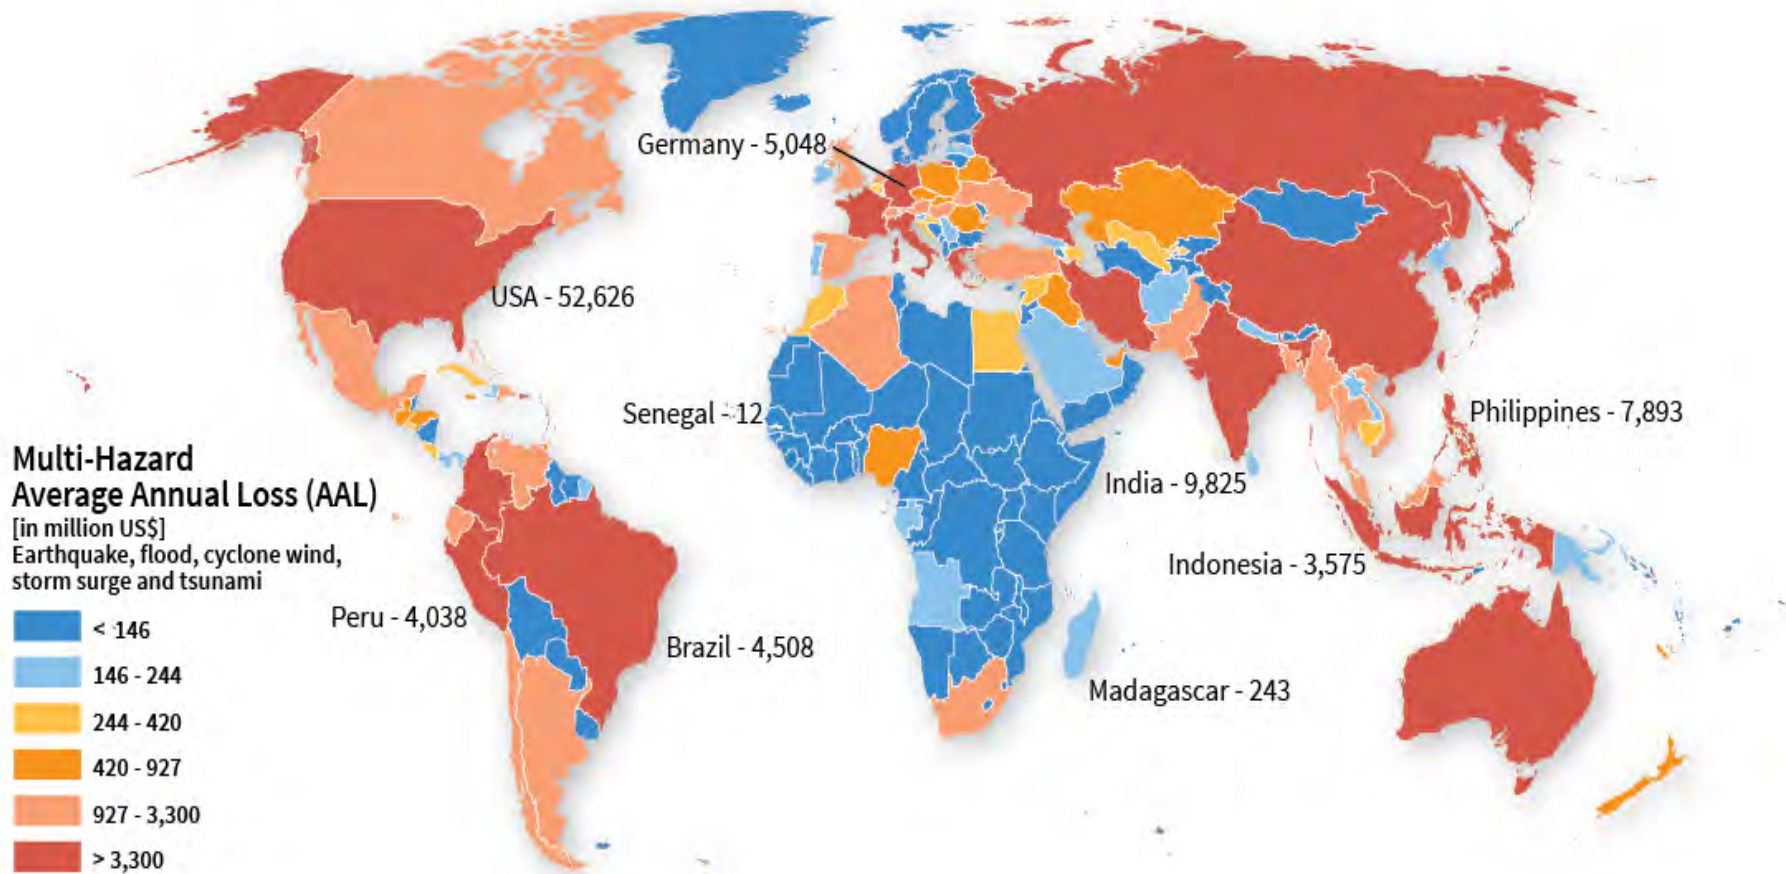 Germany - 5,048
USA - 52,626
Senegal - 12
Philippines - 7,893
India - 9,825
Indonesia - 3,575
Peru - 4,038
Brazil - 4,508
Madagascar - 243
Multi-Hazard
Average Annual Loss (AAL)
[in million US$]
Earthquake, flood, cyclone wind,
storm surge and tsunami
< 146
146 - 244
244 - 420
420 - 927
927 - 3,300
> 3,300